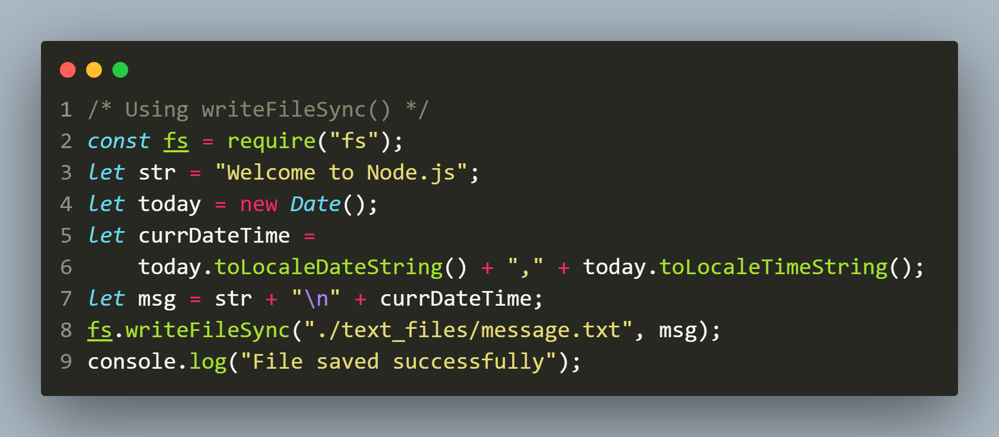 1 /* Using writeFileSync() */
2 const fs = require("fs");
3 let str = "Welcome to Node.js";
4 let today = new Date();
5 let currDateTime =
6     today.toLocaleDateString() + "," + today.toLocaleTimeString();
7 let msg = str + "\n" + currDateTime;
8 fs.writeFileSync("./text_files/message.txt", msg);
9 console.log("File saved successfully");